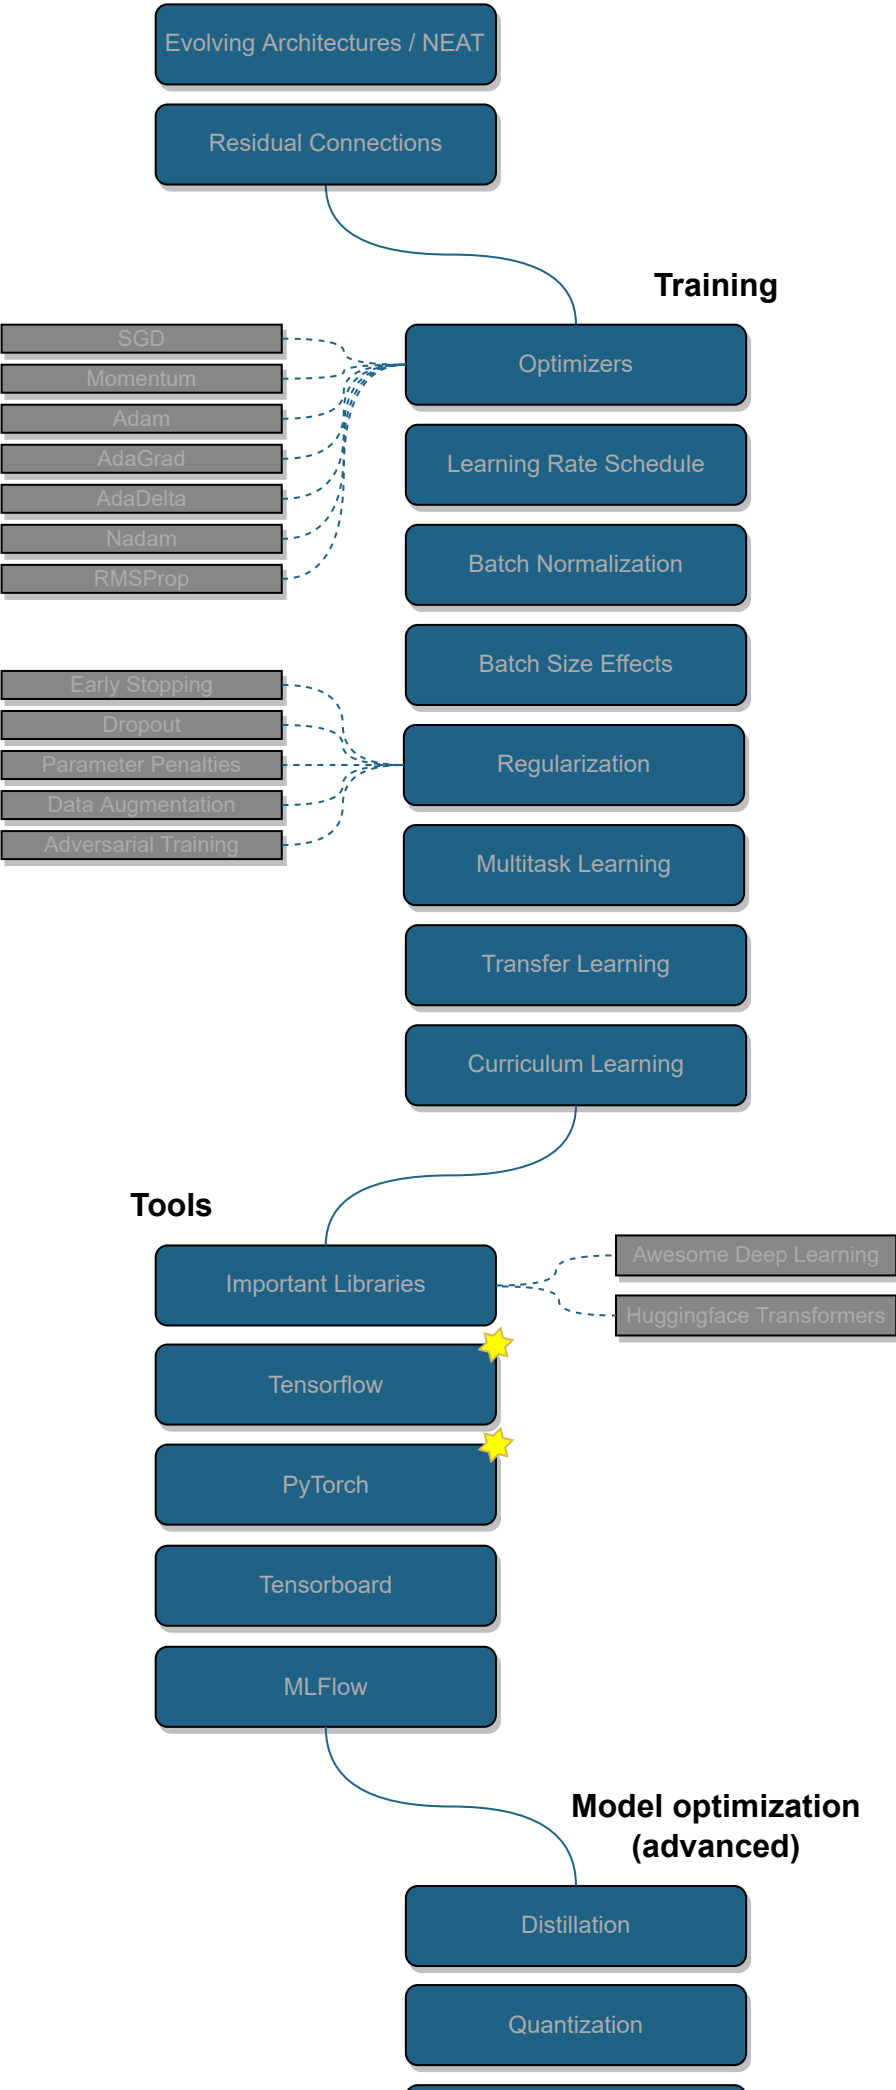 Evolving Architectures / NEAT
Residual Connections
Training
Optimizers
SGD
Momentum
Adam
AdaGrad
AdaDelta
Nadam
RMSProp
Learning Rate Schedule
Batch Normalization
Batch Size Effects
Regularization
Early Stopping
Dropout
Parameter Penalties
Data Augmentation
Adversarial Training
Multitask Learning
Transfer Learning
Curriculum Learning
Tools
Important Libraries
Awesome Deep Learning
Huggingface Transformers
Tensorflow
PyTorch
Tensorboard
MLFlow
Model optimization
(advanced)
Distillation
Quantization